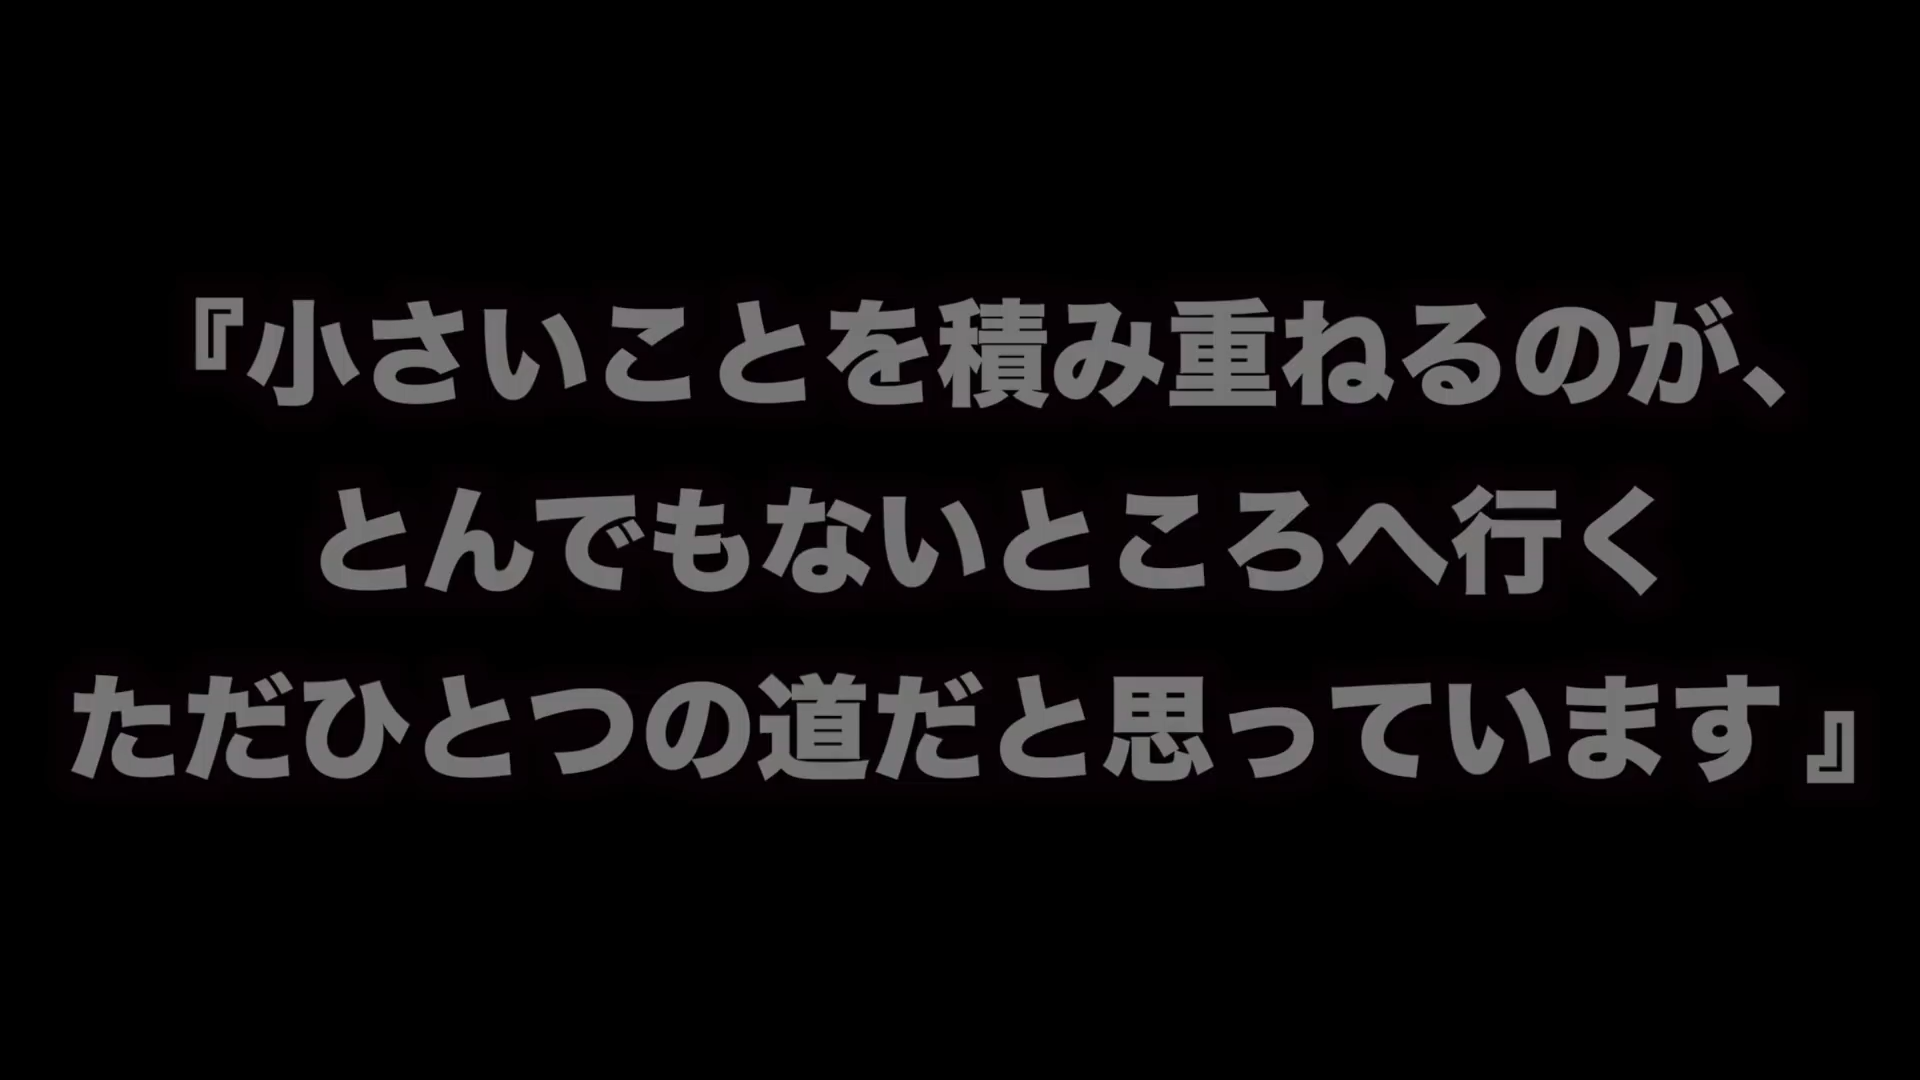 『小さいことを積み重ねるのが、
とんでもないところへ行く
ただひとつの道だと思っています』